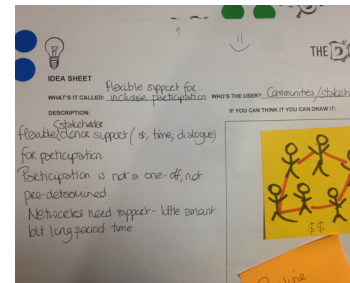 THE D
IDEA SHEET
WHAT'S IT CALLED: Flexible support for inclusive participation
WHO'S THE USER? Communities/stakeh
DESCRIPTION:
IF YOU CAN THINK IT YOU CAN DRAW IT:
Stakeholder
flexible/donor support ($, time, dialogue)
for participation
Participation is not a one-off, not
pre-determined.
Networks need support - little amount
but long period time
$$